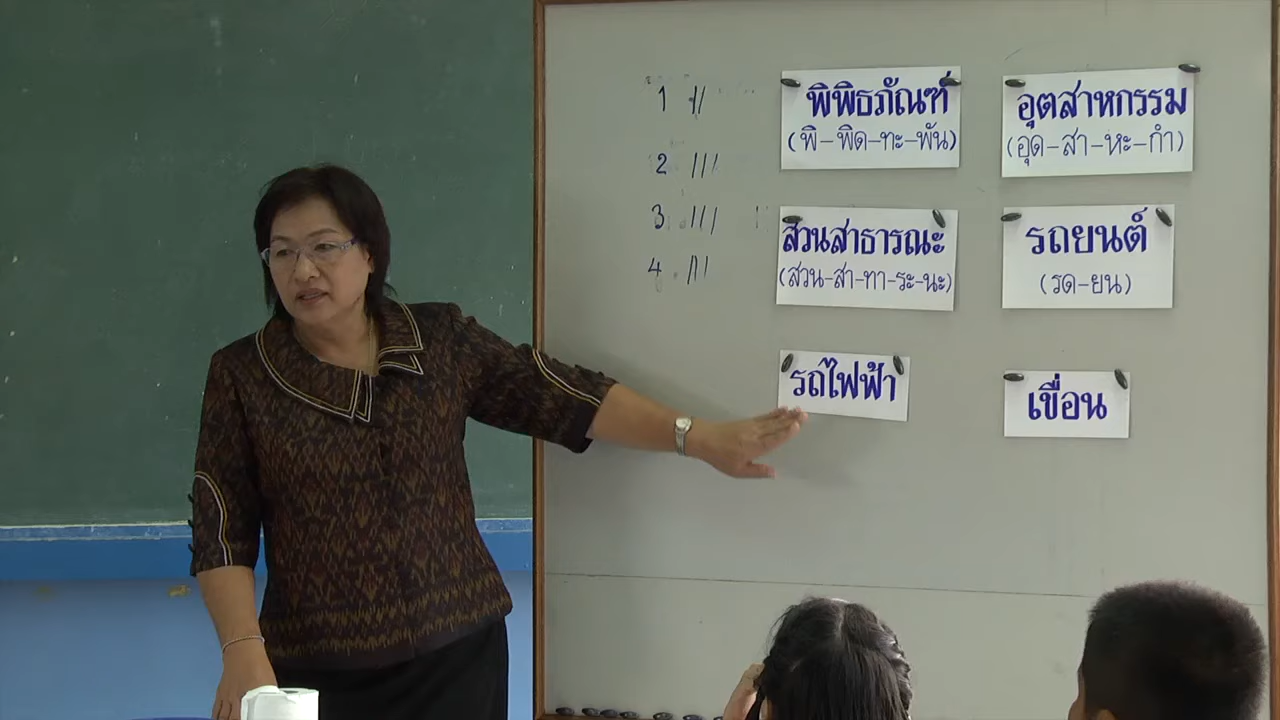 1 //
2 ///
3 ///
4 ///
พิพิธภัณฑ์
(พิ-พิด-ทะ-พัน)
อุตสาหกรรม
(อุด-สา-หะ-กำ)
สวนสาธารณะ
(สวน-สา-ทา-ระ-นะ)
รถยนต์
(รด-ยน)
รถไฟฟ้า
เขื่อน